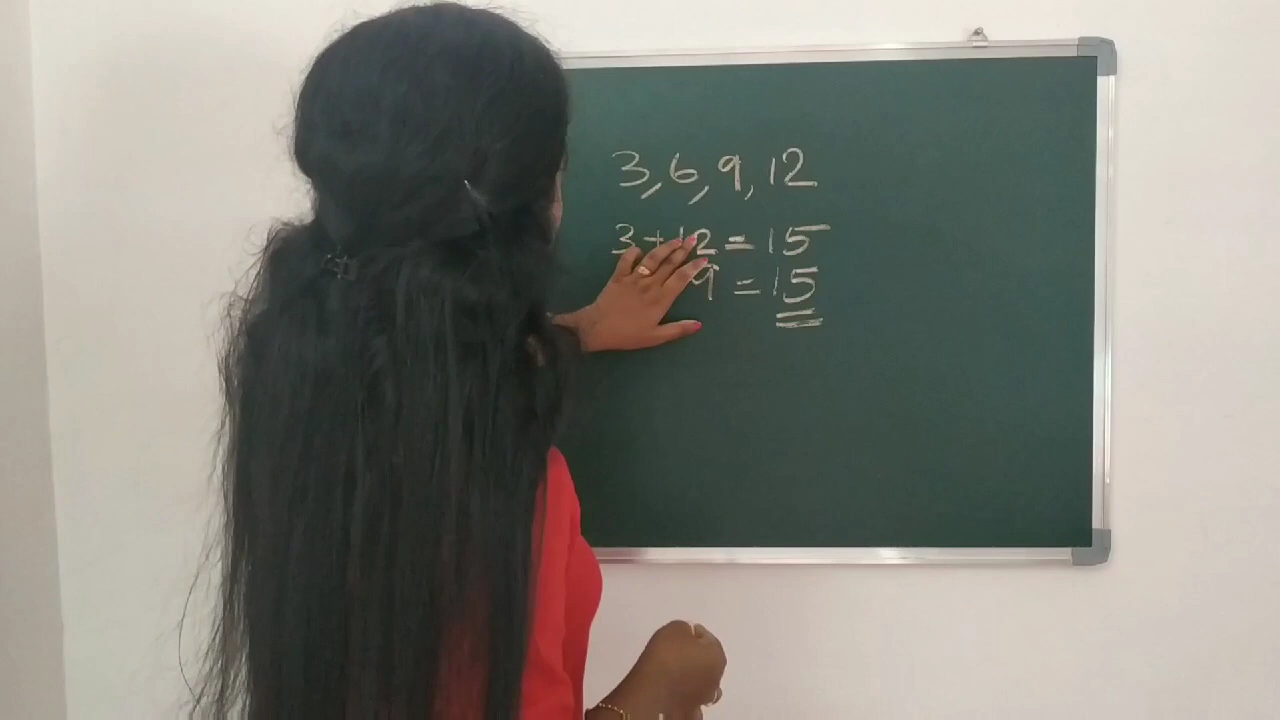 3, 6, 9, 12
3 + 12 = 15
9 = 15